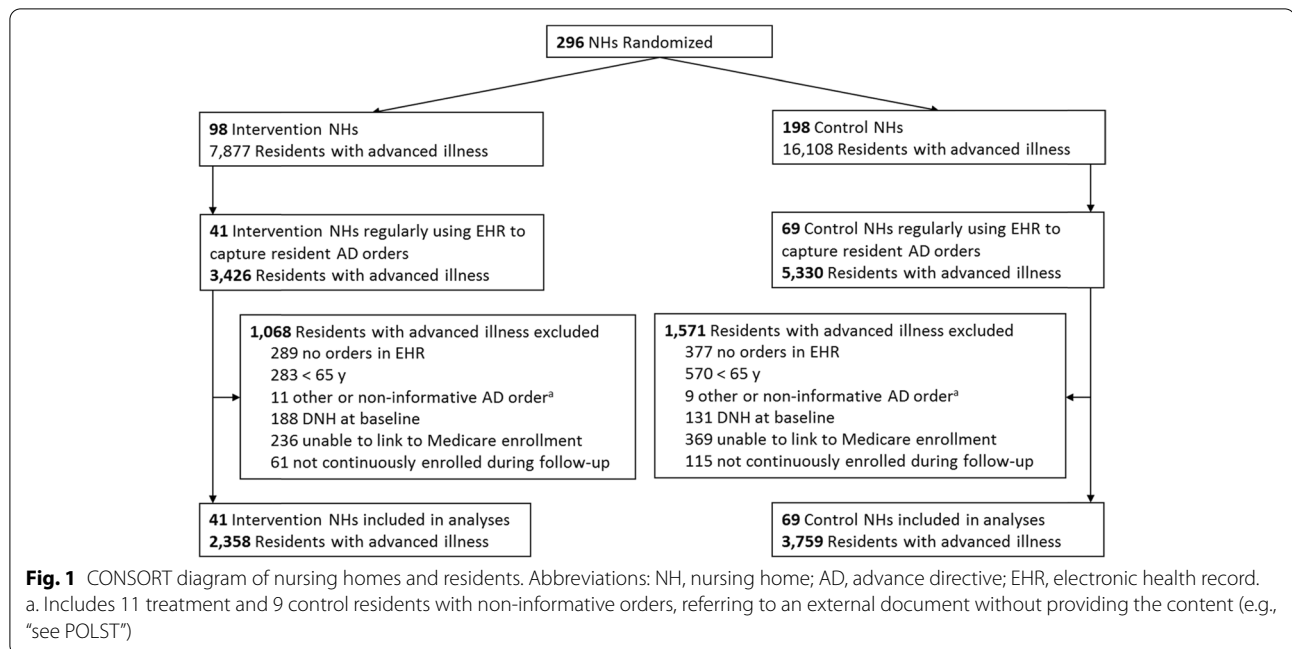 296 NHs Randomized
98 Intervention NHs
7,877 Residents with advanced illness
198 Control NHs
16,108 Residents with advanced illness
41 Intervention NHs regularly using EHR to
capture resident AD orders
3,426 Residents with advanced illness
69 Control NHs regularly using EHR to
capture resident AD orders
5,330 Residents with advanced illness
1,068 Residents with advanced illness excluded
289 no orders in EHR
283 < 65 y
11 other or non-informative AD orderᵃ
188 DNH at baseline
236 unable to link to Medicare enrollment
61 not continuously enrolled during follow-up
1,571 Residents with advanced illness excluded
377 no orders in EHR
570 < 65 y
9 other or non-informative AD orderᵃ
131 DNH at baseline
369 unable to link to Medicare enrollment
115 not continuously enrolled during follow-up
41 Intervention NHs included in analyses
2,358 Residents with advanced illness
69 Control NHs included in analyses
3,759 Residents with advanced illness
Fig. 1 CONSORT diagram of nursing homes and residents. Abbreviations: NH, nursing home; AD, advance directive; EHR, electronic health record.
a. Includes 11 treatment and 9 control residents with non-informative orders, referring to an external document without providing the content (e.g.,
“see POLST”)